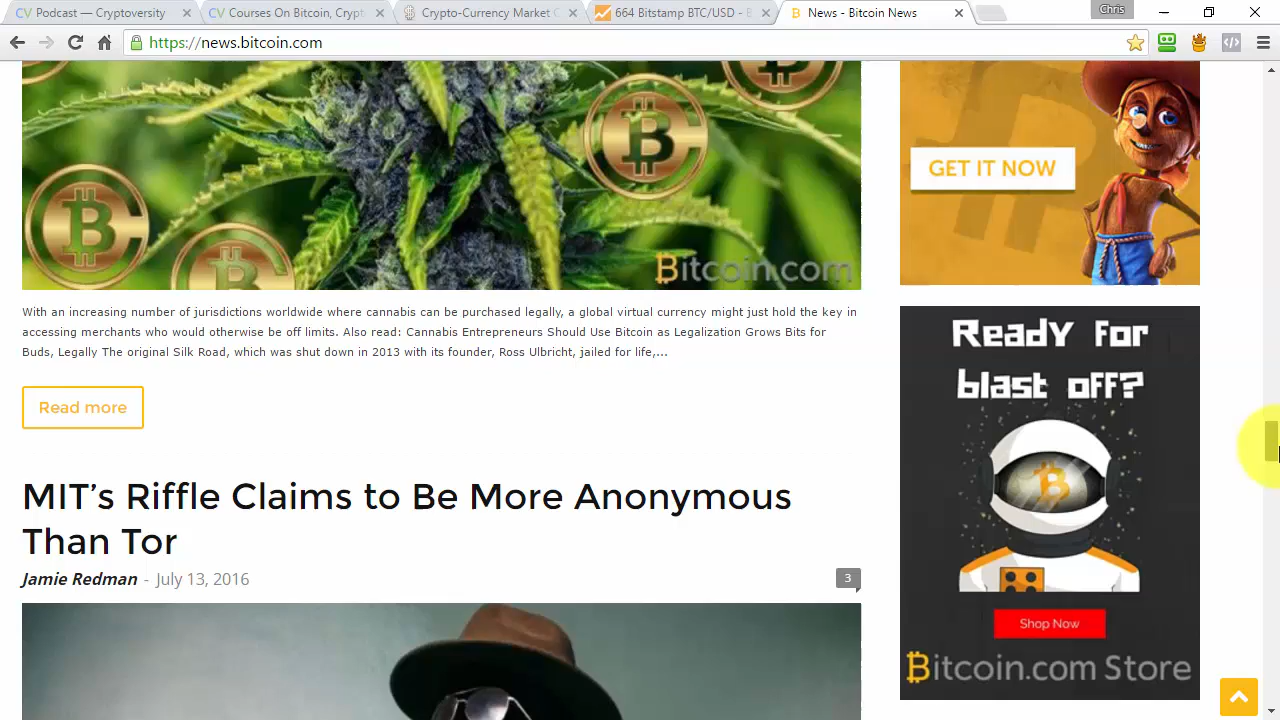 Podcast — Cryptoversity
Courses On Bitcoin, Crypt
Crypto-Currency Market C
664 Bitstamp BTC/USD - B
News - Bitcoin News
Chris
https://news.bitcoin.com
Bitcoin.com
GET IT NOW
With an increasing number of jurisdictions worldwide where cannabis can be purchased legally, a global virtual currency might just hold the key in
accessing merchants who would otherwise be off limits. Also read: Cannabis Entrepreneurs Should Use Bitcoin as Legalization Grows Bits for
Buds, Legally The original Silk Road, which was shut down in 2013 with its founder, Ross Ulbricht, jailed for life,...
Read more
MIT’s Riffle Claims to Be More Anonymous
Than Tor
Jamie Redman - July 13, 2016
3
Ready for
blast off?
Shop Now
Bitcoin.com Store